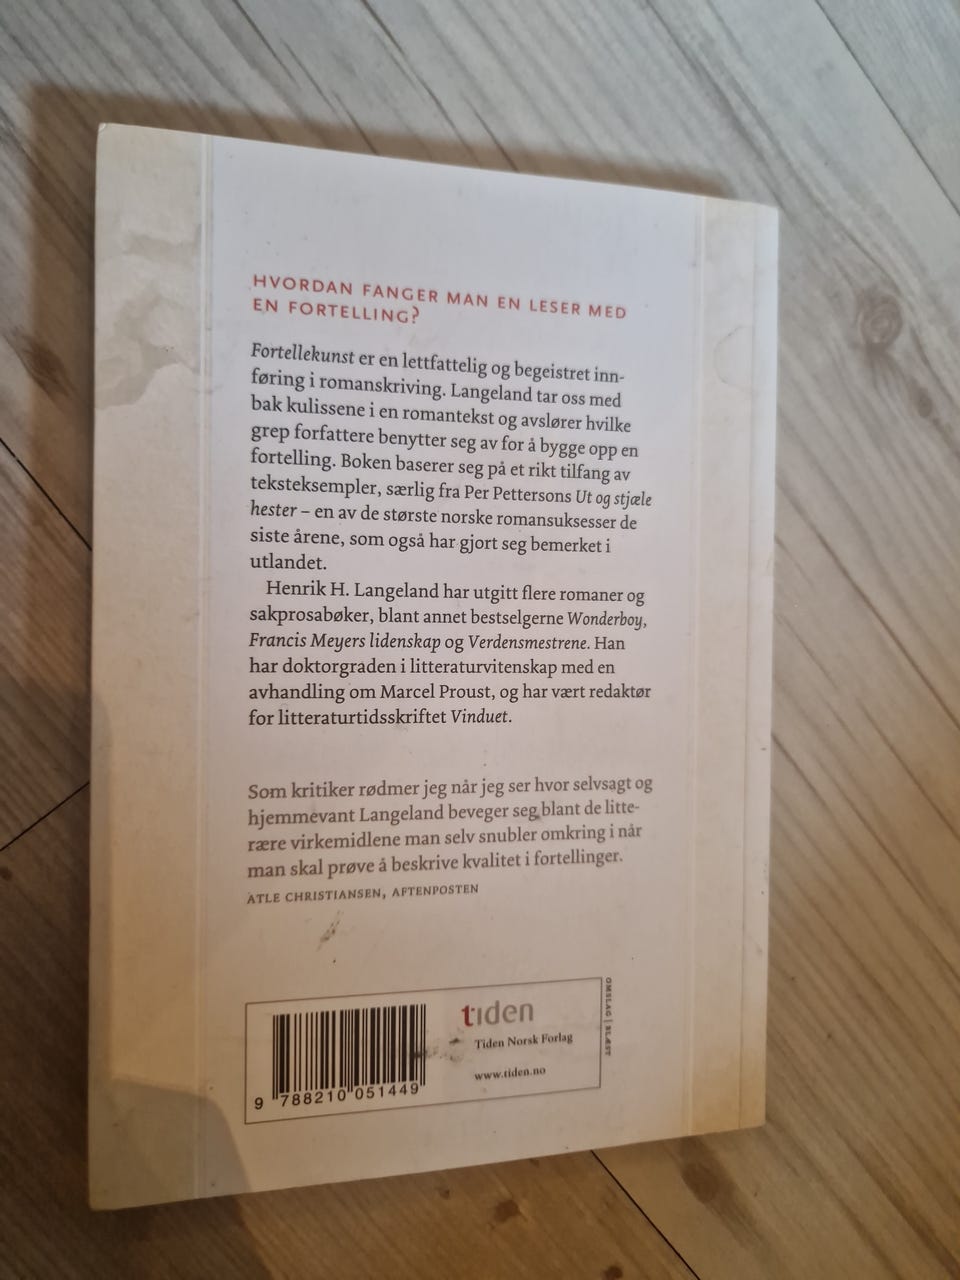 HVORDAN FANGER MAN EN LESER MED
EN FORTELLING?
Fortellekunst er en lettfattelig og begeistret inn-
føring i romanskriving. Langeland tar oss med
bak kulissene i en romantekst og avslører hvilke
grep forfattere benytter seg av for å bygge opp en
fortelling. Boken baserer seg på et rikt tilfang av
teksteksempler, særlig fra Per Pettersons Ut og stjæle
hester – en av de største norske romansuksesser de
siste årene, som også har gjort seg bemerket i
utlandet.
Henrik H. Langeland har utgitt flere romaner og
sakprosabøker, blant annet bestselgerne Wonderboy,
Francis Meyers lidenskap og Verdensmestrene. Han
har doktorgraden i litteraturvitenskap med en
avhandling om Marcel Proust, og har vært redaktør
for litteraturtidsskriftet Vinduet.
Som kritiker rødmer jeg når jeg ser hvor selvsagt og
hjemmevant Langeland beveger seg blant de litte-
rære virkemidlene man selv snubler omkring i når
man skal prøve å beskrive kvalitet i fortellinger.
ATLE CHRISTIANSEN, AFTENPOSTEN
tiden
Tiden Norsk Forlag
www.tiden.no
9 788210 051449
OMSLAG | BLÆST